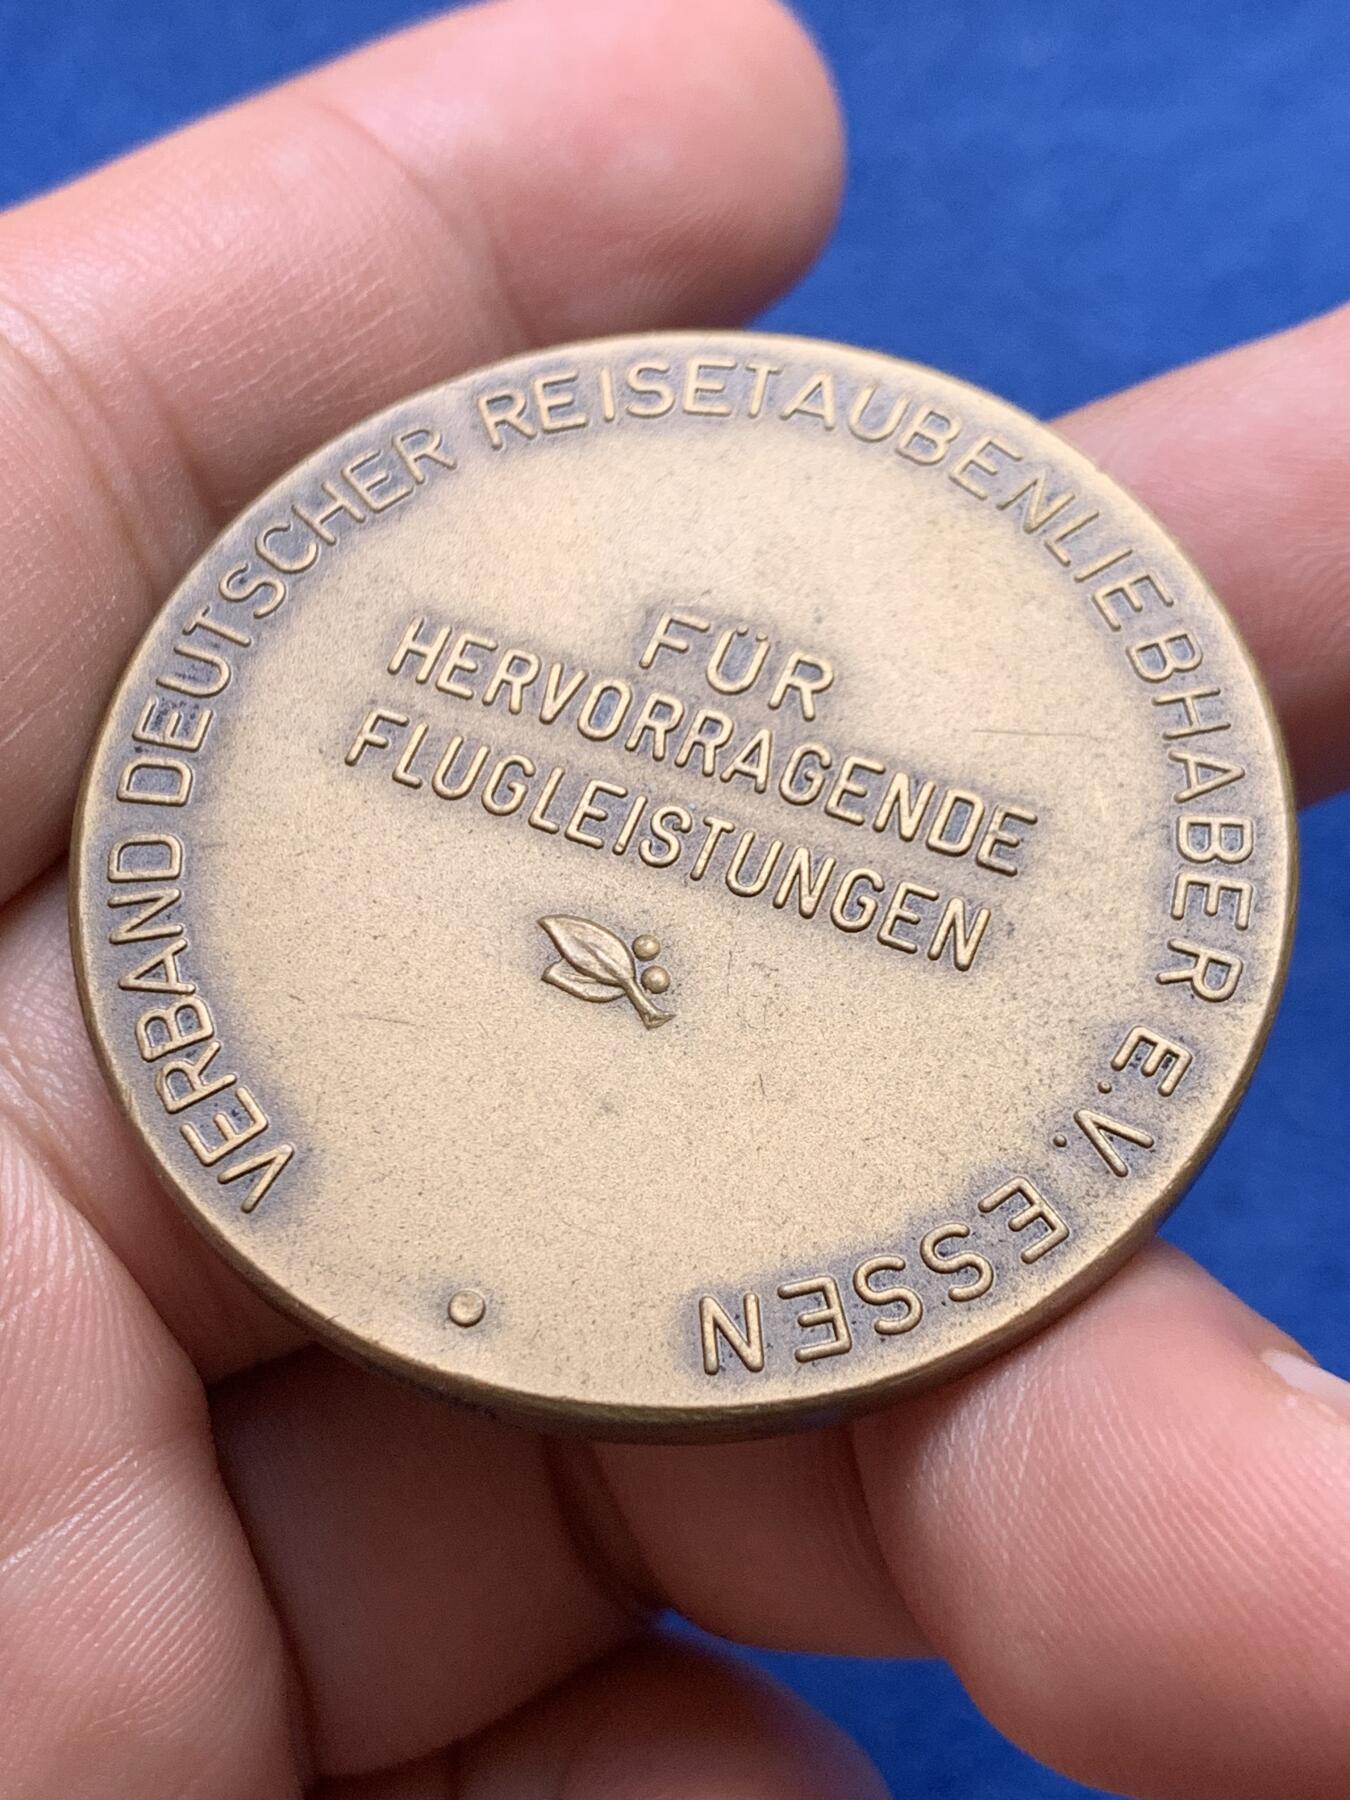 VERBAND DEUTSCHER REISETAUBENLIEBHABER E.V. ESSEN
FÜR
HERVORRAGENDE
FLUGLEISTUNGEN